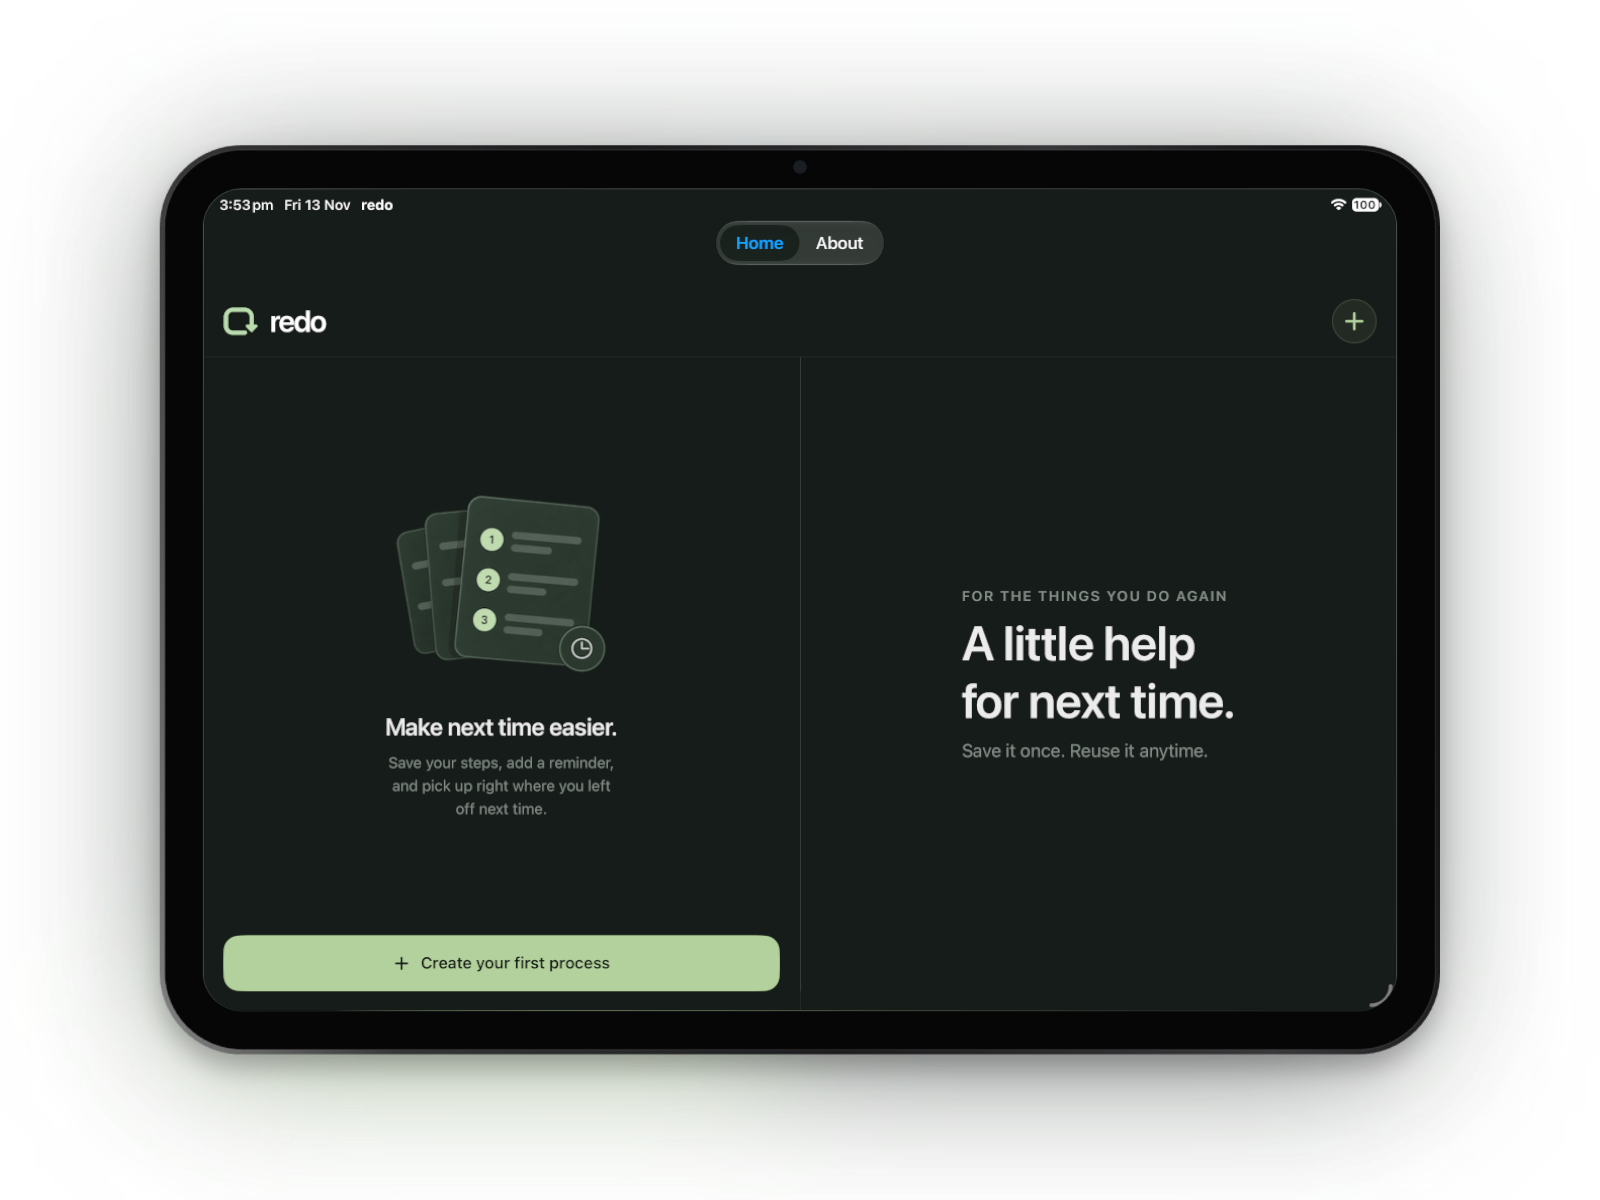 3:53 pm Fri 13 Nov redo
100
Home About
redo
1
2
3
Make next time easier.
Save your steps, add a reminder,
and pick up right where you left
off next time.
+ Create your first process
FOR THE THINGS YOU DO AGAIN
A little help
for next time.
Save it once. Reuse it anytime.